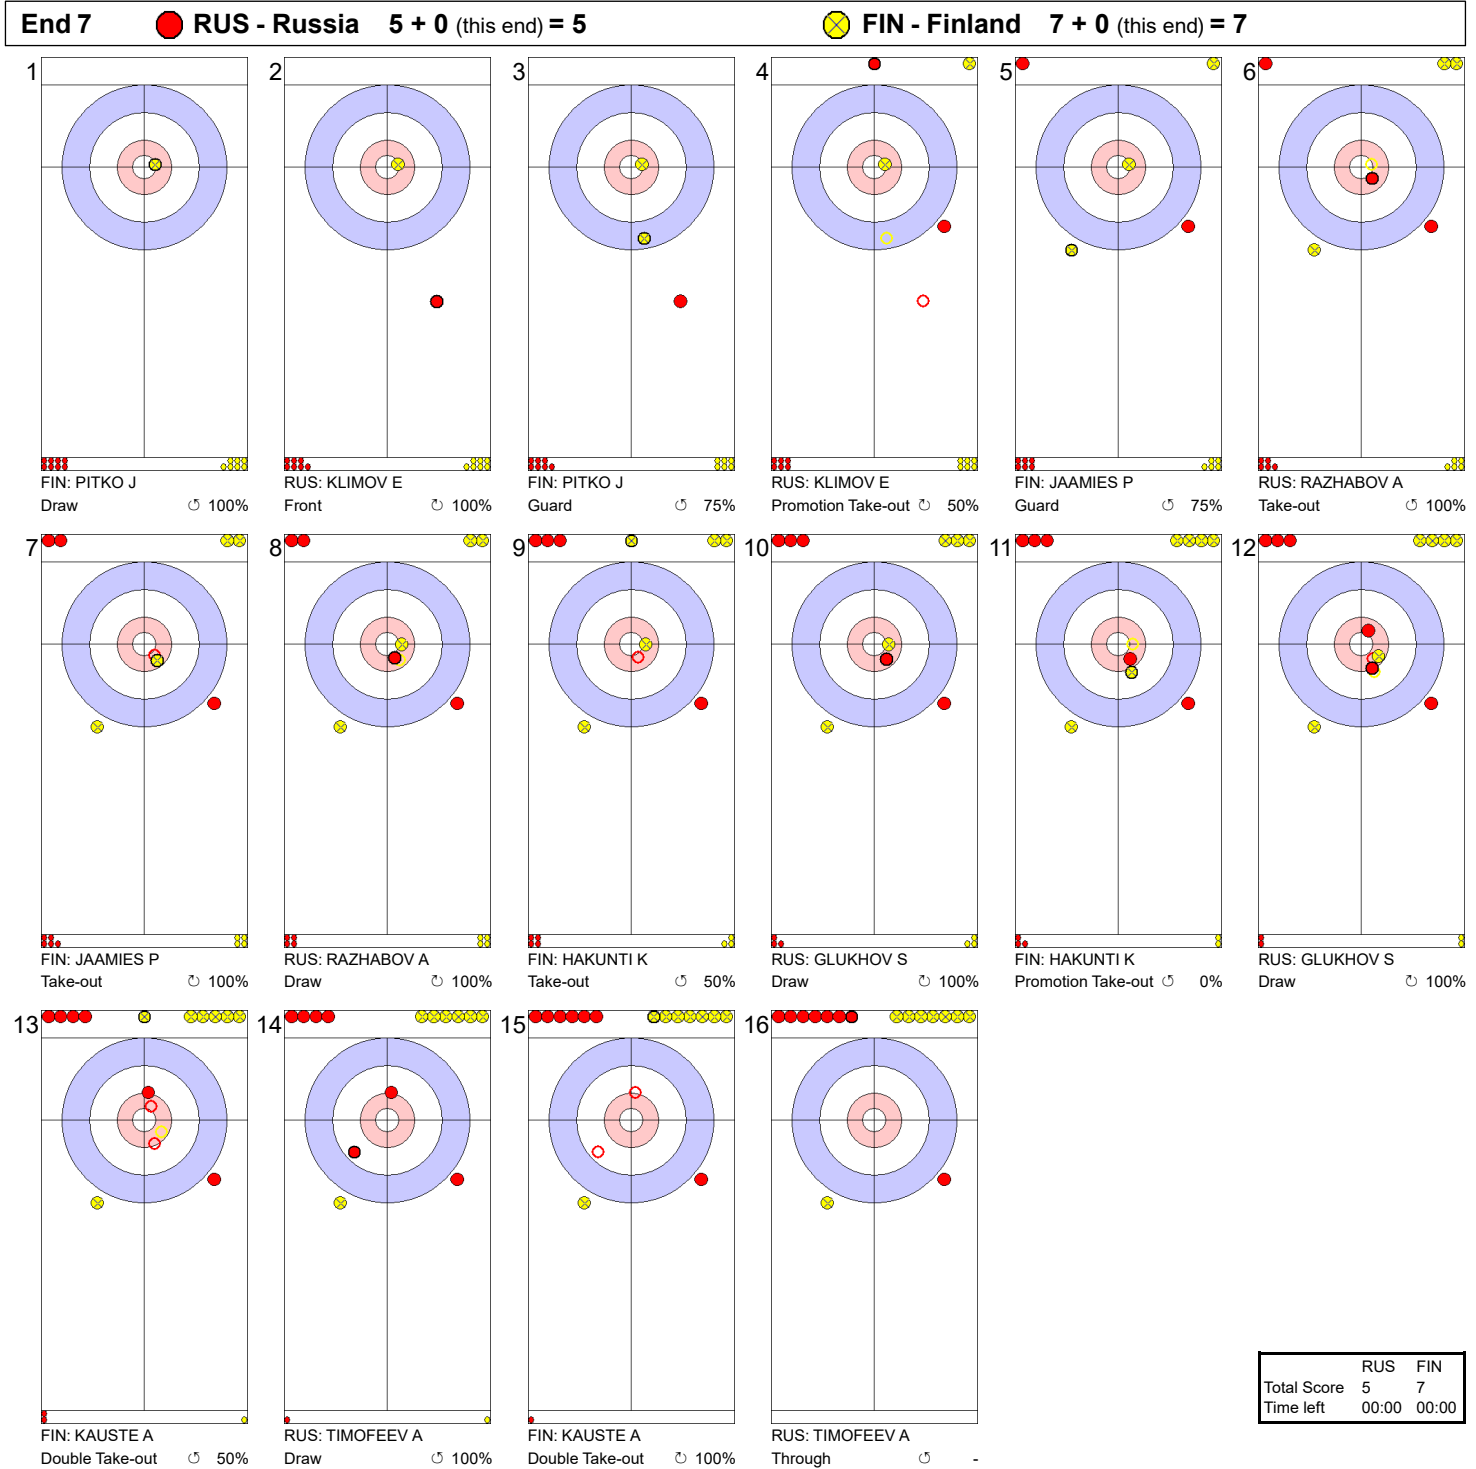 End 7 RUS - Russia 5 + 0 (this end) = 5 FIN - Finland 7 + 0 (this end) = 7
1 2 3 4 5 6
FIN: PITKO J RUS: KLIMOV E FIN: PITKO J RUS: KLIMOV E FIN: JAAMIES P RUS: RAZHABOV A
Draw ↺ 100% Front ↻ 100% Guard ↺ 75% Promotion Take-out ↻ 50% Guard ↺ 75% Take-out ↻ 100%
7 8 9 10 11 12
FIN: JAAMIES P RUS: RAZHABOV A FIN: HAKUNTI K RUS: GLUKHOV S FIN: HAKUNTI K RUS: GLUKHOV S
Take-out ↻ 100% Draw ↻ 100% Take-out ↺ 50% Draw ↻ 100% Promotion Take-out ↺ 0% Draw ↻ 100%
13 14 15 16
FIN: KAUSTE A RUS: TIMOFEEV A FIN: KAUSTE A RUS: TIMOFEEV A
Double Take-out ↺ 50% Draw ↻ 100% Double Take-out ↻ 100% Through ↺ -
RUS FIN
Total Score 5 7
Time left 00:00 00:00